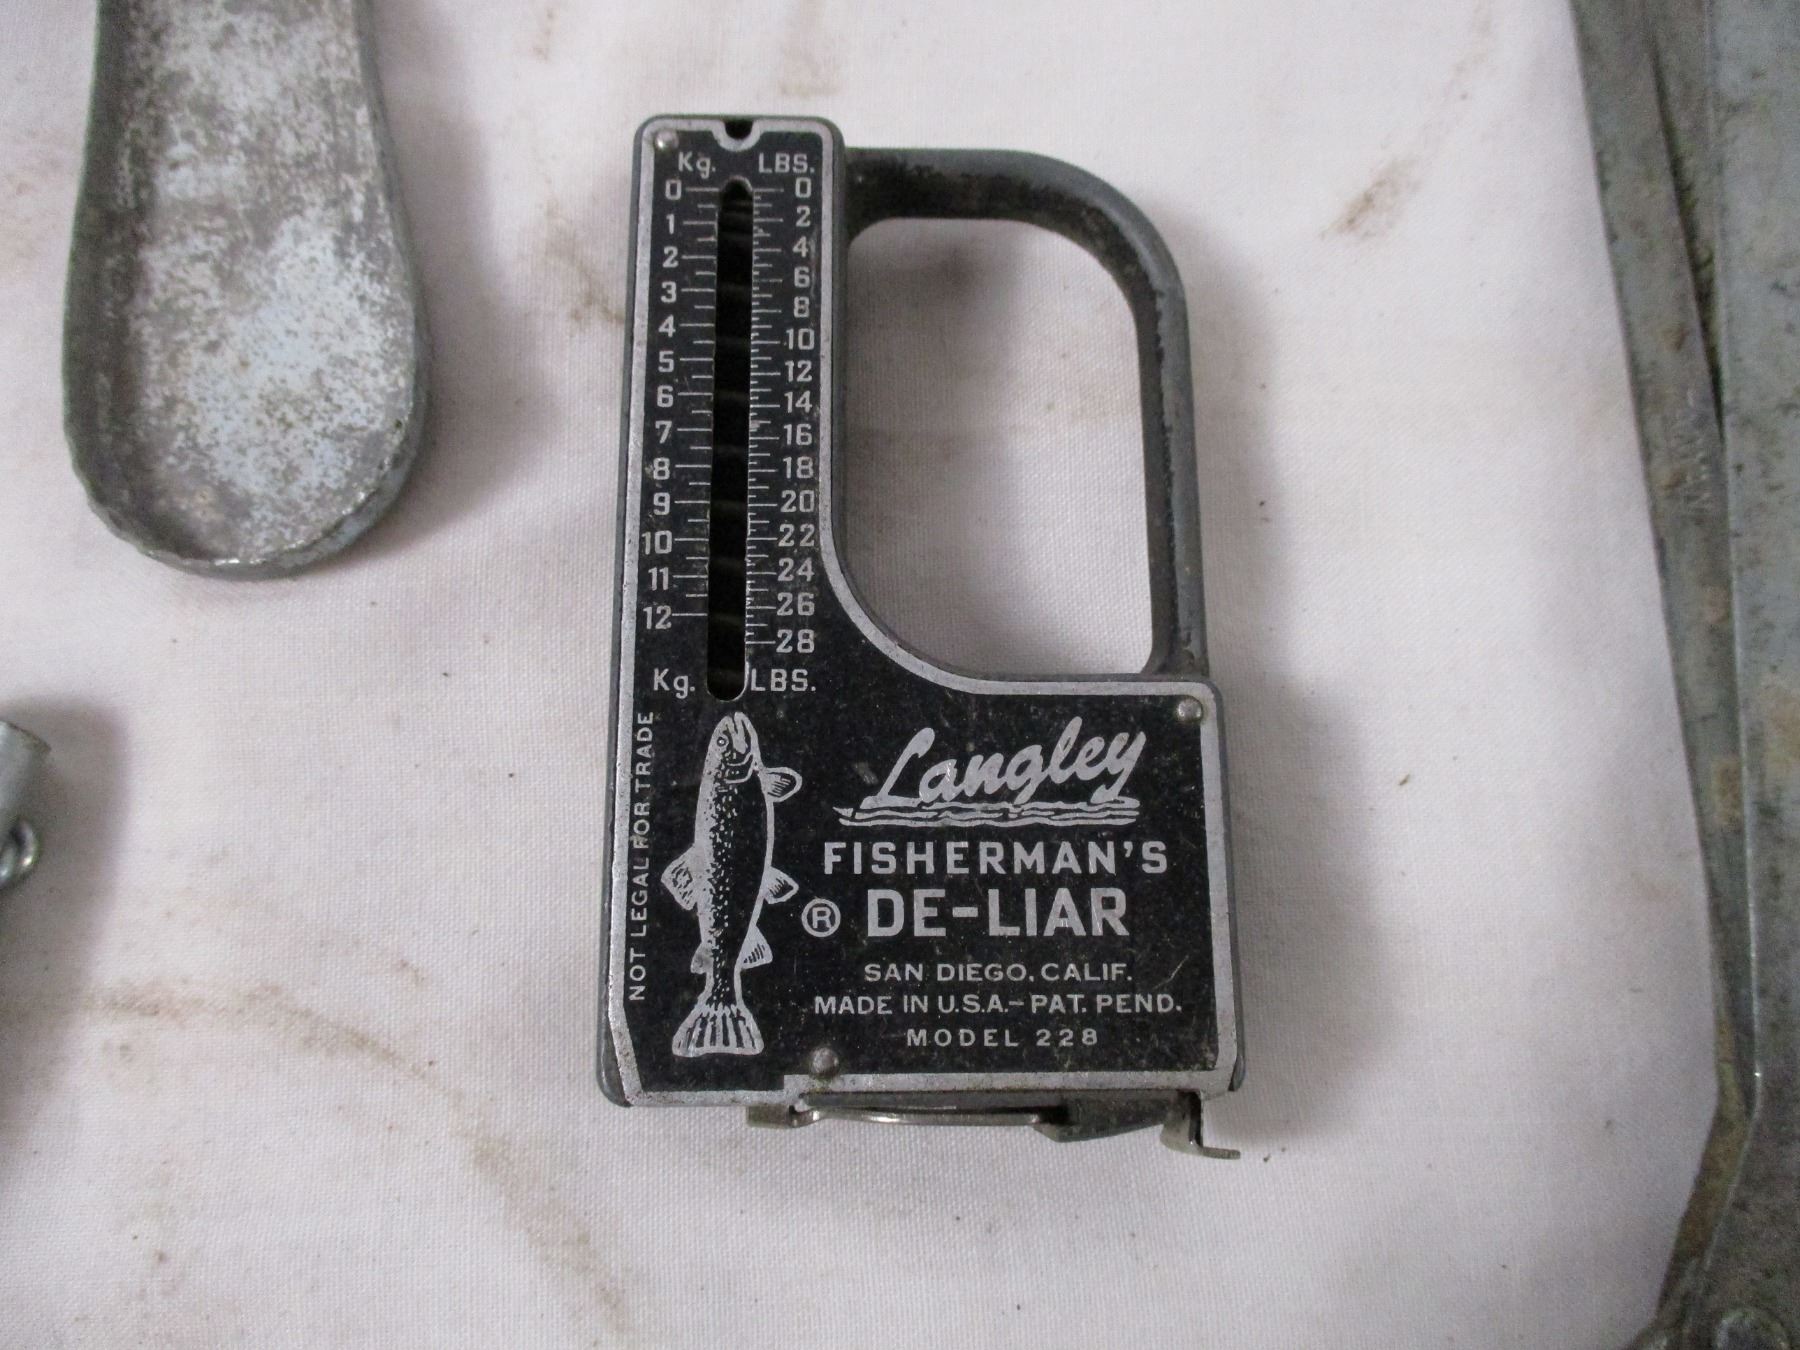 Kg. LBS.
0 0
1 2
2 4
3 6
4 8
5 10
6 12
7 14
8 16
9 18
10 20
11 22
12 24
26
28
Kg. LBS.
NOT LEGAL FOR TRADE
Langley
FISHERMAN'S
® DE-LIAR
SAN DIEGO, CALIF.
MADE IN U.S.A.-PAT. PEND.
MODEL 228